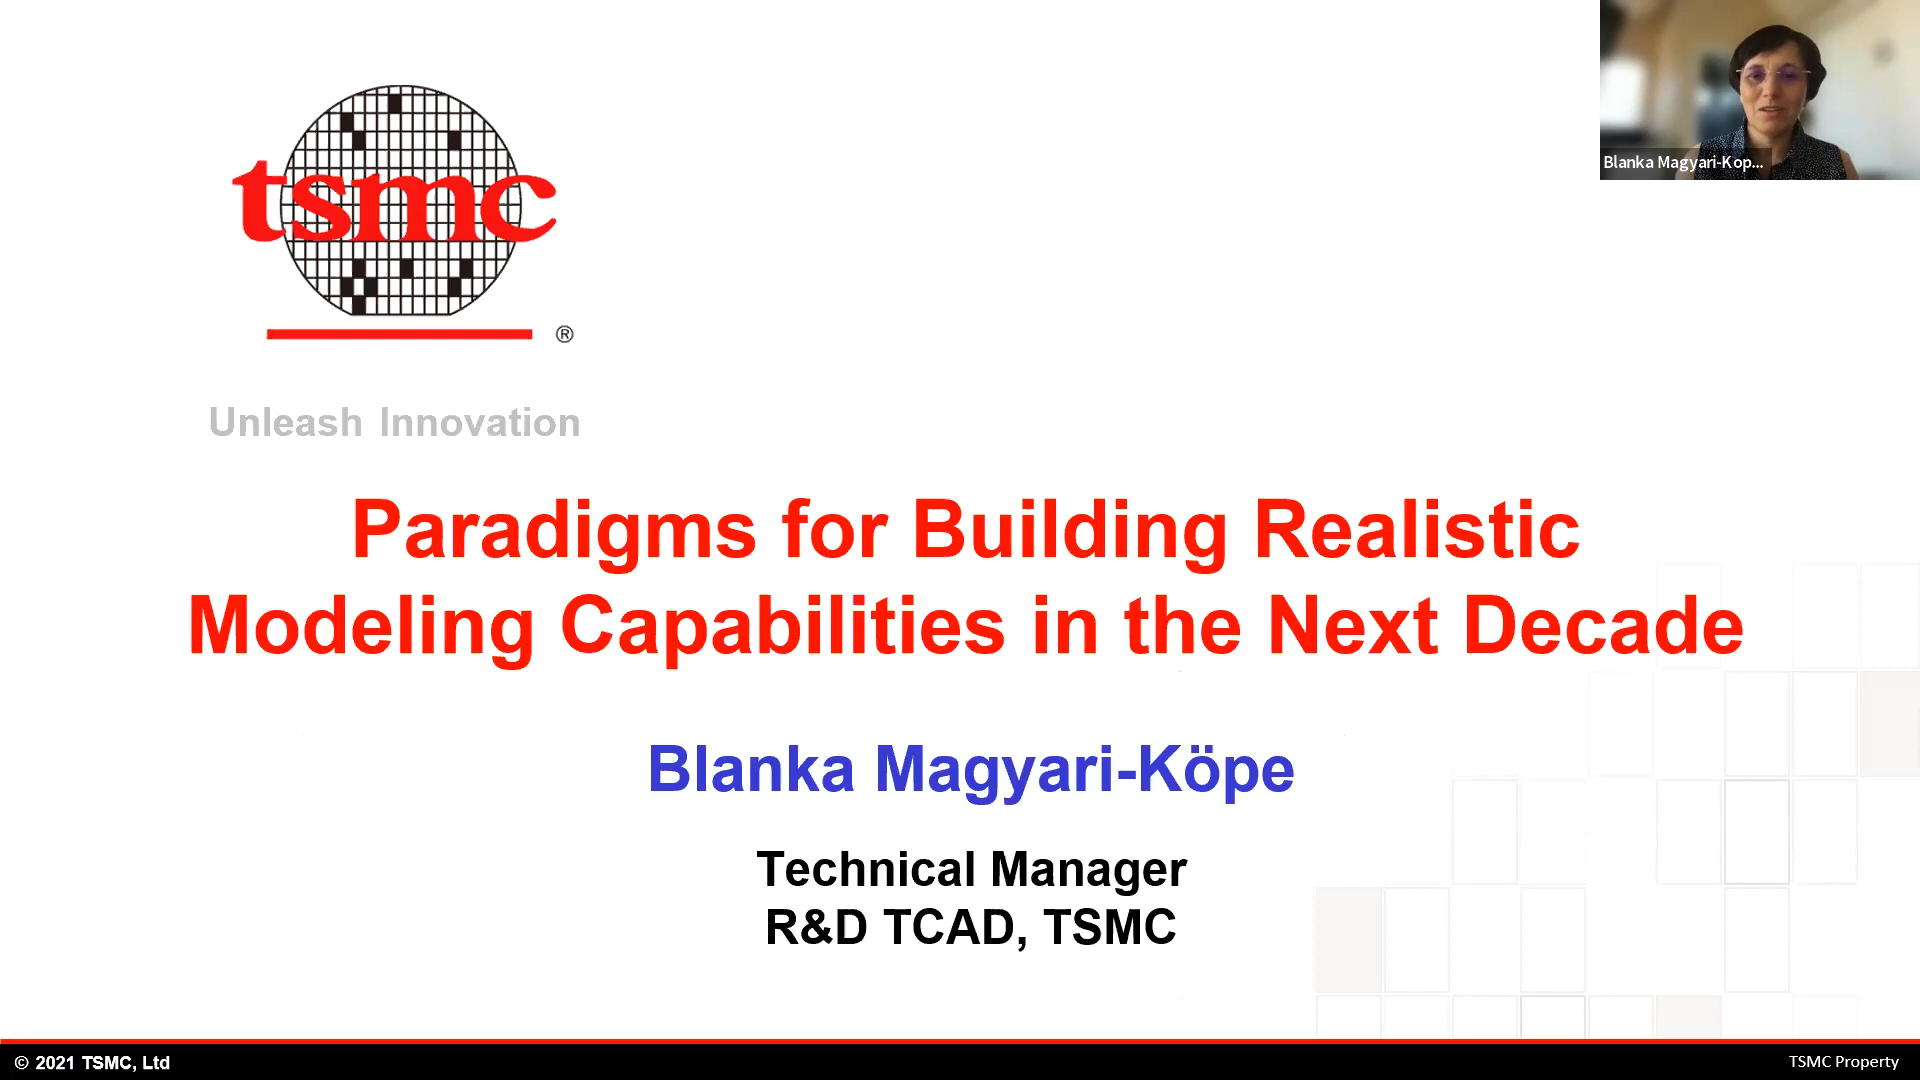 Blanka Magyari-Kop...
tsmc
®
Unleash Innovation
Paradigms for Building Realistic
Modeling Capabilities in the Next Decade
Blanka Magyari-Köpe
Technical Manager
R&D TCAD, TSMC
© 2021 TSMC, Ltd
TSMC Property